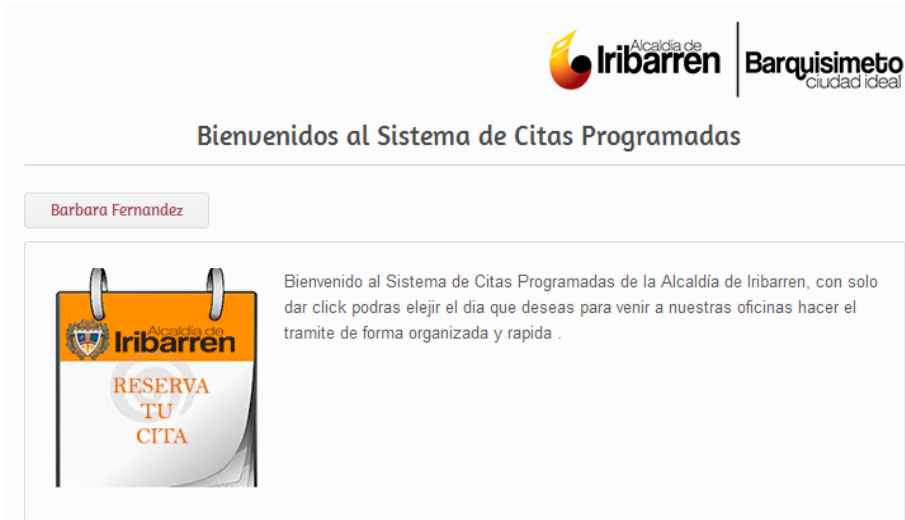 Alcaldía de
Iribarren
Barquisimeto
ciudad ideal
Bienvenidos al Sistema de Citas Programadas
Barbara Fernandez
Alcaldía de
Iribarren
RESERVA
TU
CITA
Bienvenido al Sistema de Citas Programadas de la Alcaldía de Iribarren, con solo
dar click podras elejir el dia que deseas para venir a nuestras oficinas hacer el
tramite de forma organizada y rapida .